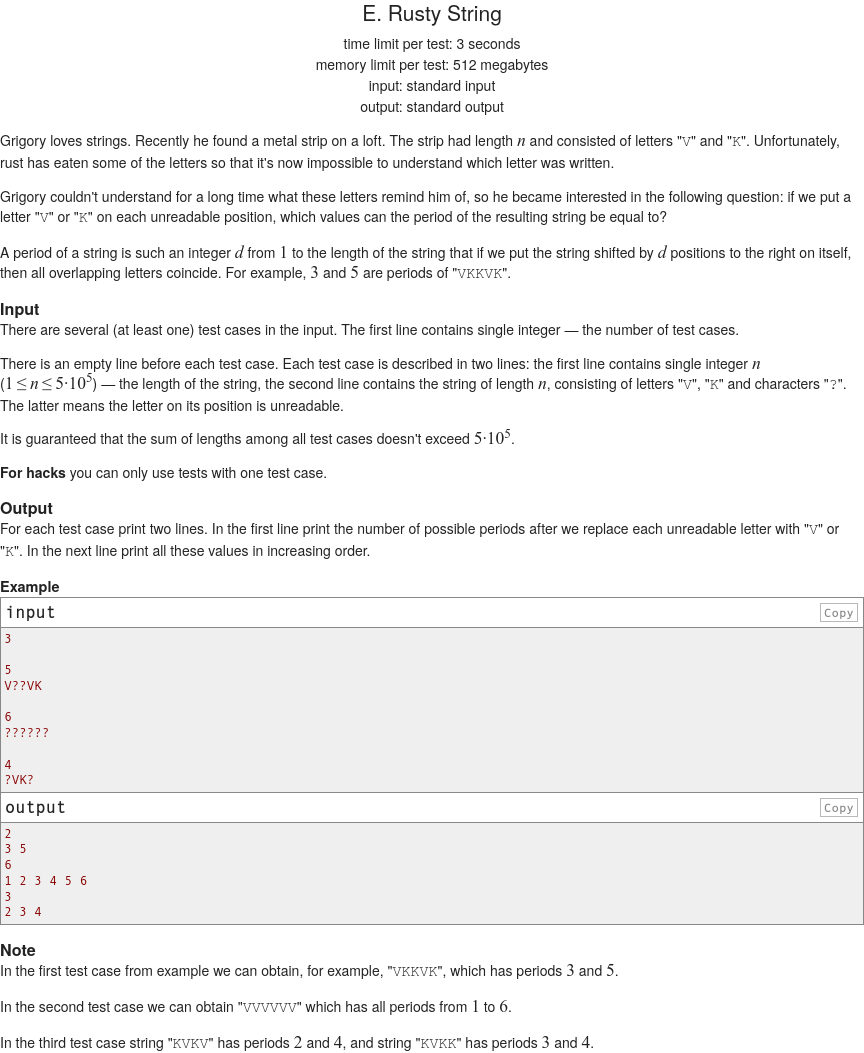 E. Rusty String
time limit per test: 3 seconds
memory limit per test: 512 megabytes
input: standard input
output: standard output
Grigory loves strings. Recently he found a metal strip on a loft. The strip had length n and consisted of letters "V" and "K". Unfortunately,
rust has eaten some of the letters so that it's now impossible to understand which letter was written.
Grigory couldn't understand for a long time what these letters remind him of, so he became interested in the following question: if we put a
letter "V" or "K" on each unreadable position, which values can the period of the resulting string be equal to?
A period of a string is such an integer d from 1 to the length of the string that if we put the string shifted by d positions to the right on itself,
then all overlapping letters coincide. For example, 3 and 5 are periods of "VKKVK".
Input
There are several (at least one) test cases in the input. The first line contains single integer — the number of test cases.
There is an empty line before each test case. Each test case is described in two lines: the first line contains single integer n
(1 ≤ n ≤ 5·10⁵) — the length of the string, the second line contains the string of length n, consisting of letters "V", "K" and characters "?".
The latter means the letter on its position is unreadable.
It is guaranteed that the sum of lengths among all test cases doesn't exceed 5·10⁵.
For hacks you can only use tests with one test case.
Output
For each test case print two lines. In the first line print the number of possible periods after we replace each unreadable letter with "V" or
"K". In the next line print all these values in increasing order.
Example
input
Copy
3
5
V??VK
6
??????
4
?VK?
output
Copy
2
3 5
6
1 2 3 4 5 6
3
2 3 4
Note
In the first test case from example we can obtain, for example, "VKKVK", which has periods 3 and 5.
In the second test case we can obtain "VVVVVV" which has all periods from 1 to 6.
In the third test case string "KVKV" has periods 2 and 4, and string "KVKK" has periods 3 and 4.